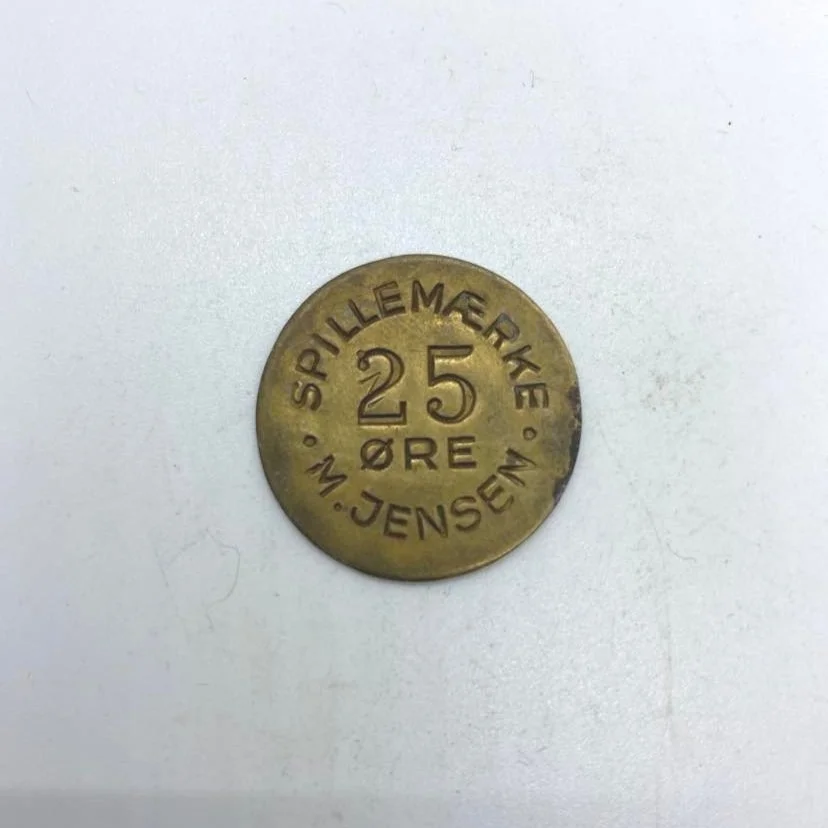 SPILLEMÆRKE
25
ØRE
· M. JENSEN ·